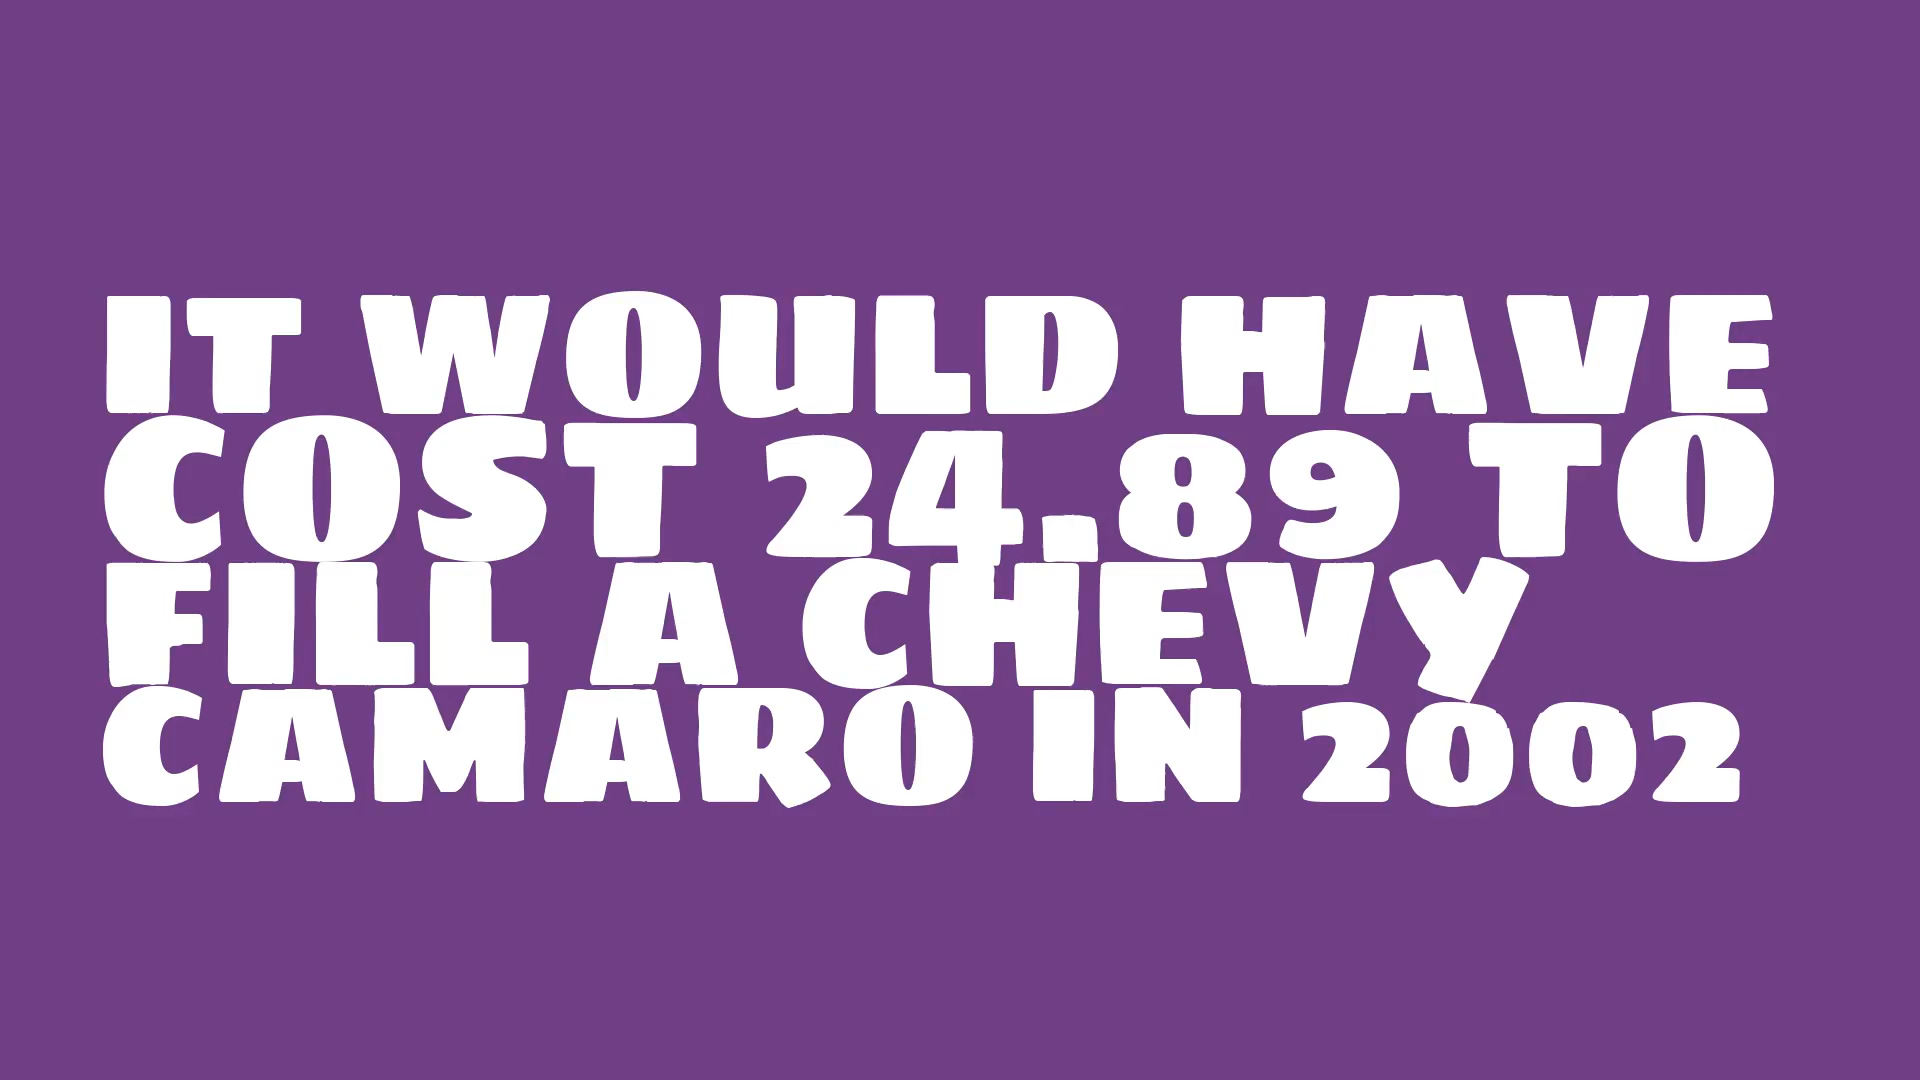 IT WOULD HAVE
COST 24.89 TO
FILL A CHEVY
CAMARO IN 2002